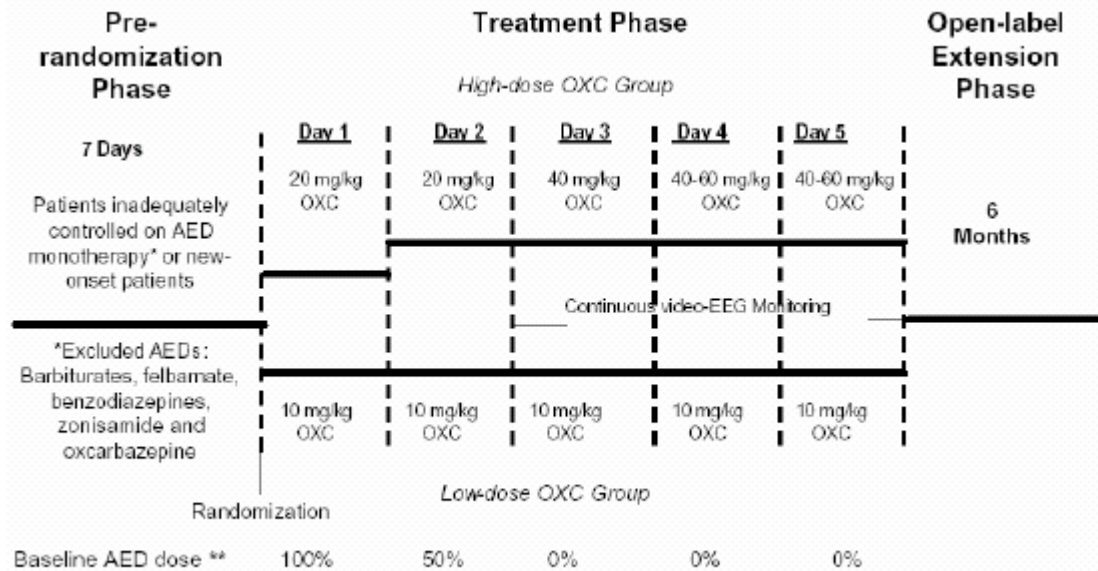 Pre-
randomization
Phase
Treatment Phase
Open-label
Extension
Phase
High-dose OXC Group
7 Days
Day 1
Day 2
Day 3
Day 4
Day 5
20 mg/kg
OXC
20 mg/kg
OXC
40 mg/kg
OXC
40-60 mg/kg
OXC
40-60 mg/kg
OXC
Patients inadequately
controlled on AED
monotherapy* or new-
onset patients
6
Months
Continuous video-EEG Monitoring
*Excluded AEDs:
Barbiturates, felbamate,
benzodiazepines,
zonisamide and
oxcarbazepine
10 mg/kg
OXC
10 mg/kg
OXC
10 mg/kg
OXC
10 mg/kg
OXC
10 mg/kg
OXC
Low-dose OXC Group
Randomization
Baseline AED dose ** 100% 50% 0% 0% 0%